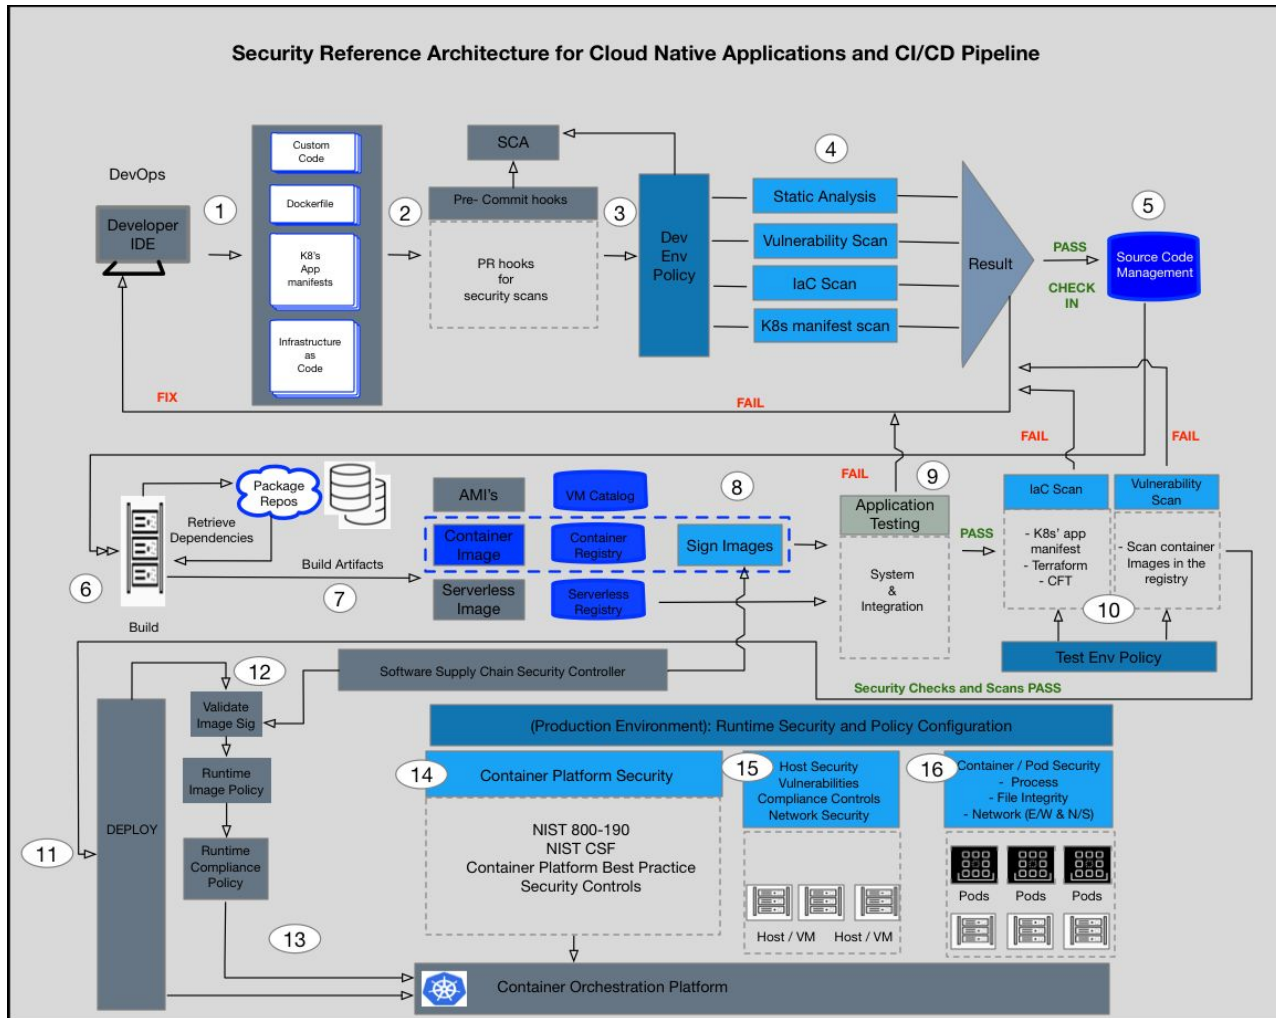 Security Reference Architecture for Cloud Native Applications and CI/CD Pipeline
DevOps
Developer
IDE
1
Custom
Code
Dockerfile
K8's
App
manifests
Infrastructure
as
Code
2
SCA
Pre- Commit hooks
PR hooks
for
security scans
3
Dev
Env
Policy
4
Static Analysis
Vulnerability Scan
IaC Scan
K8s manifest scan
Result
PASS
CHECK
IN
5
Source Code
Management
FIX
FAIL
FAIL
FAIL
FAIL
6
Build
Package
Repos
Retrieve
Dependencies
Build Artifacts
7
AMI's
VM Catalog
Container
Image
Container
Registry
Serverless
Image
Serverless
Registry
8
Sign Images
9
Application
Testing
System
&
Integration
PASS
IaC Scan
- K8s' app
manifest
- Terraform
- CFT
Vulnerability
Scan
- Scan container
Images in the
registry
10
Test Env Policy
Security Checks and Scans PASS
Software Supply Chain Security Controller
11
DEPLOY
12
Validate
Image Sig
Runtime
Image Policy
Runtime
Compliance
Policy
13
(Production Environment): Runtime Security and Policy Configuration
14
Container Platform Security
NIST 800-190
NIST CSF
Container Platform Best Practice
Security Controls
15
Host Security
Vulnerabilities
Compliance Controls
Network Security
Host / VM
Host / VM
16
Container / Pod Security
- Process
- File Integrity
- Network (E/W & N/S)
Pods
Pods
Pods
Container Orchestration Platform